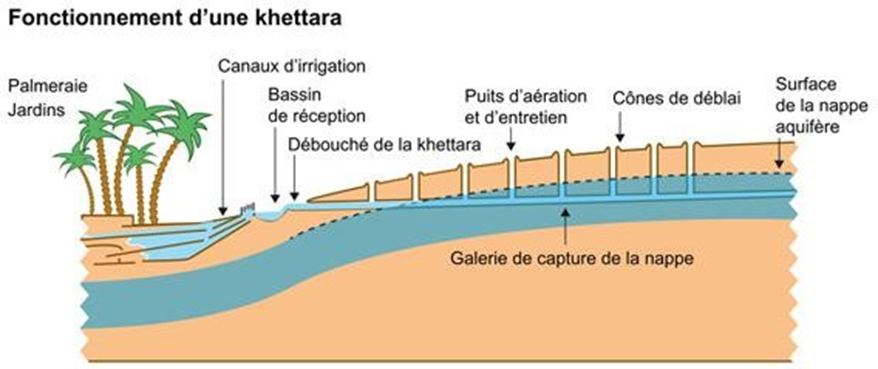 Fonctionnement d'une khettara
Palmeraie
Jardins
Canaux d'irrigation
Bassin
de réception
Débouché de la khettara
Puits d'aération
et d'entretien
Cônes de déblai
Surface
de la nappe
aquifère
Galerie de capture de la nappe